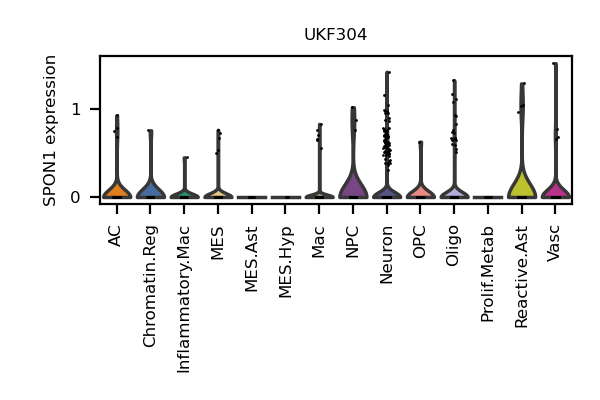 UKF304
SPON1 expression
1
0
AC
Chromatin.Reg
Inflammatory.Mac
MES
MES.Ast
MES.Hyp
Mac
NPC
Neuron
OPC
Oligo
Prolif.Metab
Reactive.Ast
Vasc